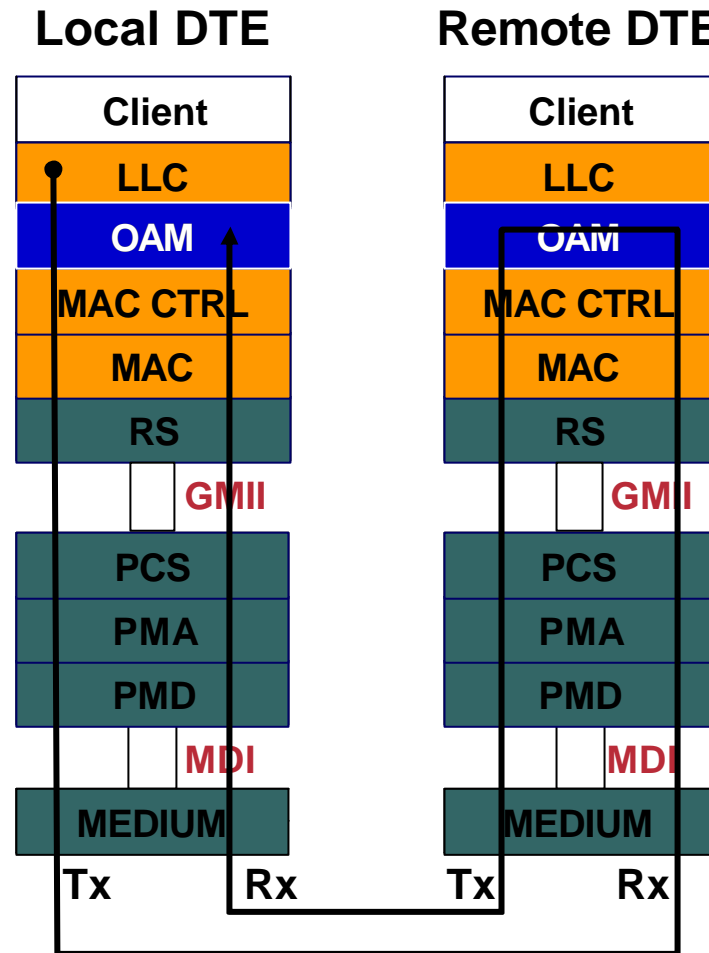 Local DTE
Remote DTE
Client
LLC
OAM
MAC CTRL
MAC
RS
GMII
PCS
PMA
PMD
MDI
MEDIUM
Tx Rx
Client
LLC
OAM
MAC CTRL
MAC
RS
GMII
PCS
PMA
PMD
MDI
MEDIUM
Tx Rx